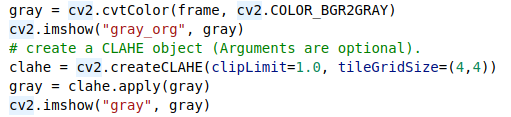 gray = cv2.cvtColor(frame, cv2.COLOR_BGR2GRAY)
cv2.imshow("gray_org", gray)
# create a CLAHE object (Arguments are optional).
clahe = cv2.createCLAHE(clipLimit=1.0, tileGridSize=(4,4))
gray = clahe.apply(gray)
cv2.imshow("gray", gray)